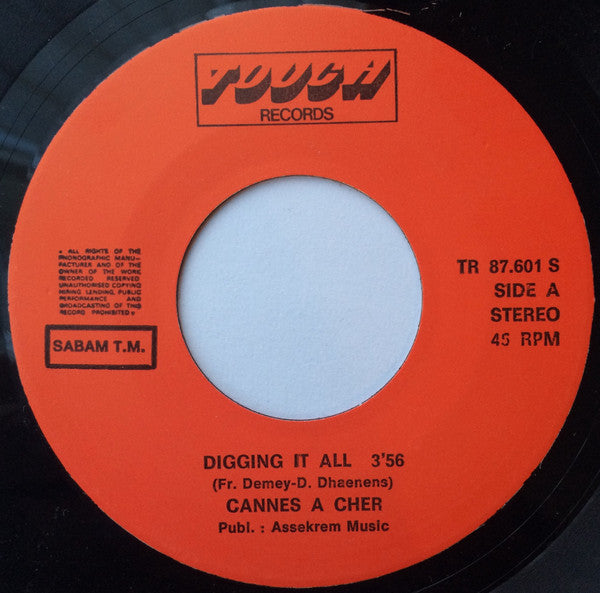 TOUCH
RECORDS
« ALL RIGHTS OF THE
PHONOGRAPHIC MANU-
FACTURER AND OF THE
OWNER OF THE WORK
RECORDED RESERVED
UNAUTHORISED COPYING
HIRING LENDING, PUBLIC
PERFORMANCE AND
BROADCASTING OF THIS
RECORD PROHIBITED »
SABAM T.M.
TR 87.601 S
SIDE A
STEREO
45 RPM
DIGGING IT ALL 3'56
(Fr. Demey-D. Dhaenens)
CANNES A CHER
Publ. : Assekrem Music